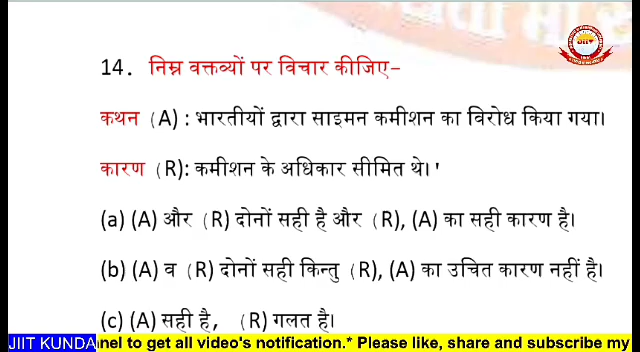 14. निम्न वक्तव्यों पर विचार कीजिए-
कथन (A) : भारतीयों द्वारा साइमन कमीशन का विरोध किया गया।
कारण (R): कमीशन के अधिकार सीमित थे।'
(a) (A) और (R) दोनों सही है और (R), (A) का सही कारण है।
(b) (A) व (R) दोनों सही किन्तु (R), (A) का उचित कारण नहीं है।
(c) (A) सही है, (R) गलत है।
JIIT KUNDA nel to get all video's notification.* Please like, share and subscribe my